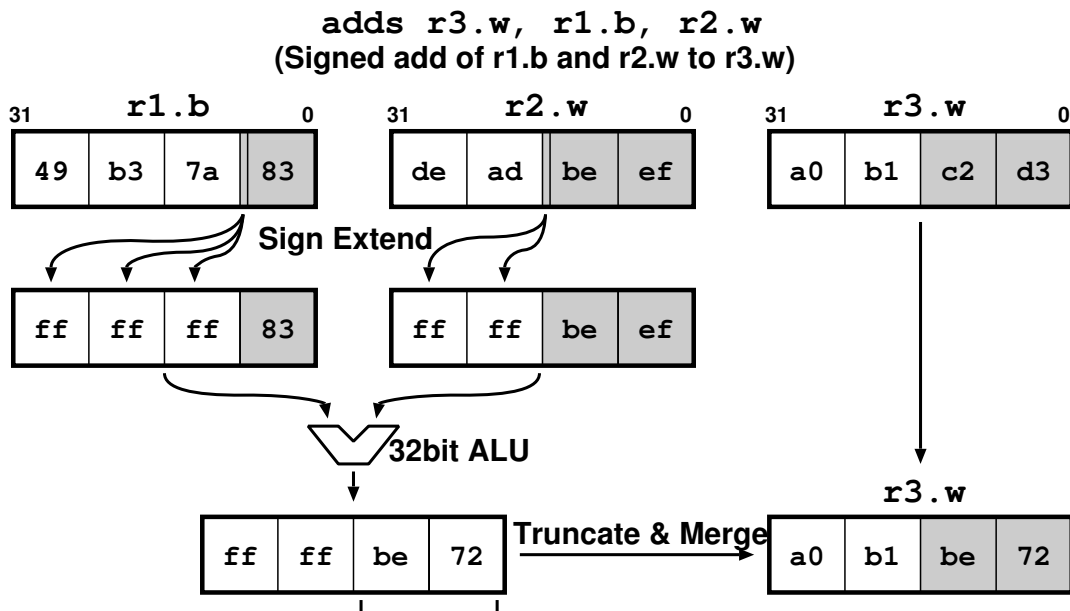 adds r3.w, r1.b, r2.w
(Signed add of r1.b and r2.w to r3.w)
31 r1.b 0 31 r2.w 0 31 r3.w 0
49 b3 7a 83 de ad be ef a0 b1 c2 d3
Sign Extend
ff ff ff 83 ff ff be ef
32bit ALU
r3.w
ff ff be 72 Truncate & Merge a0 b1 be 72